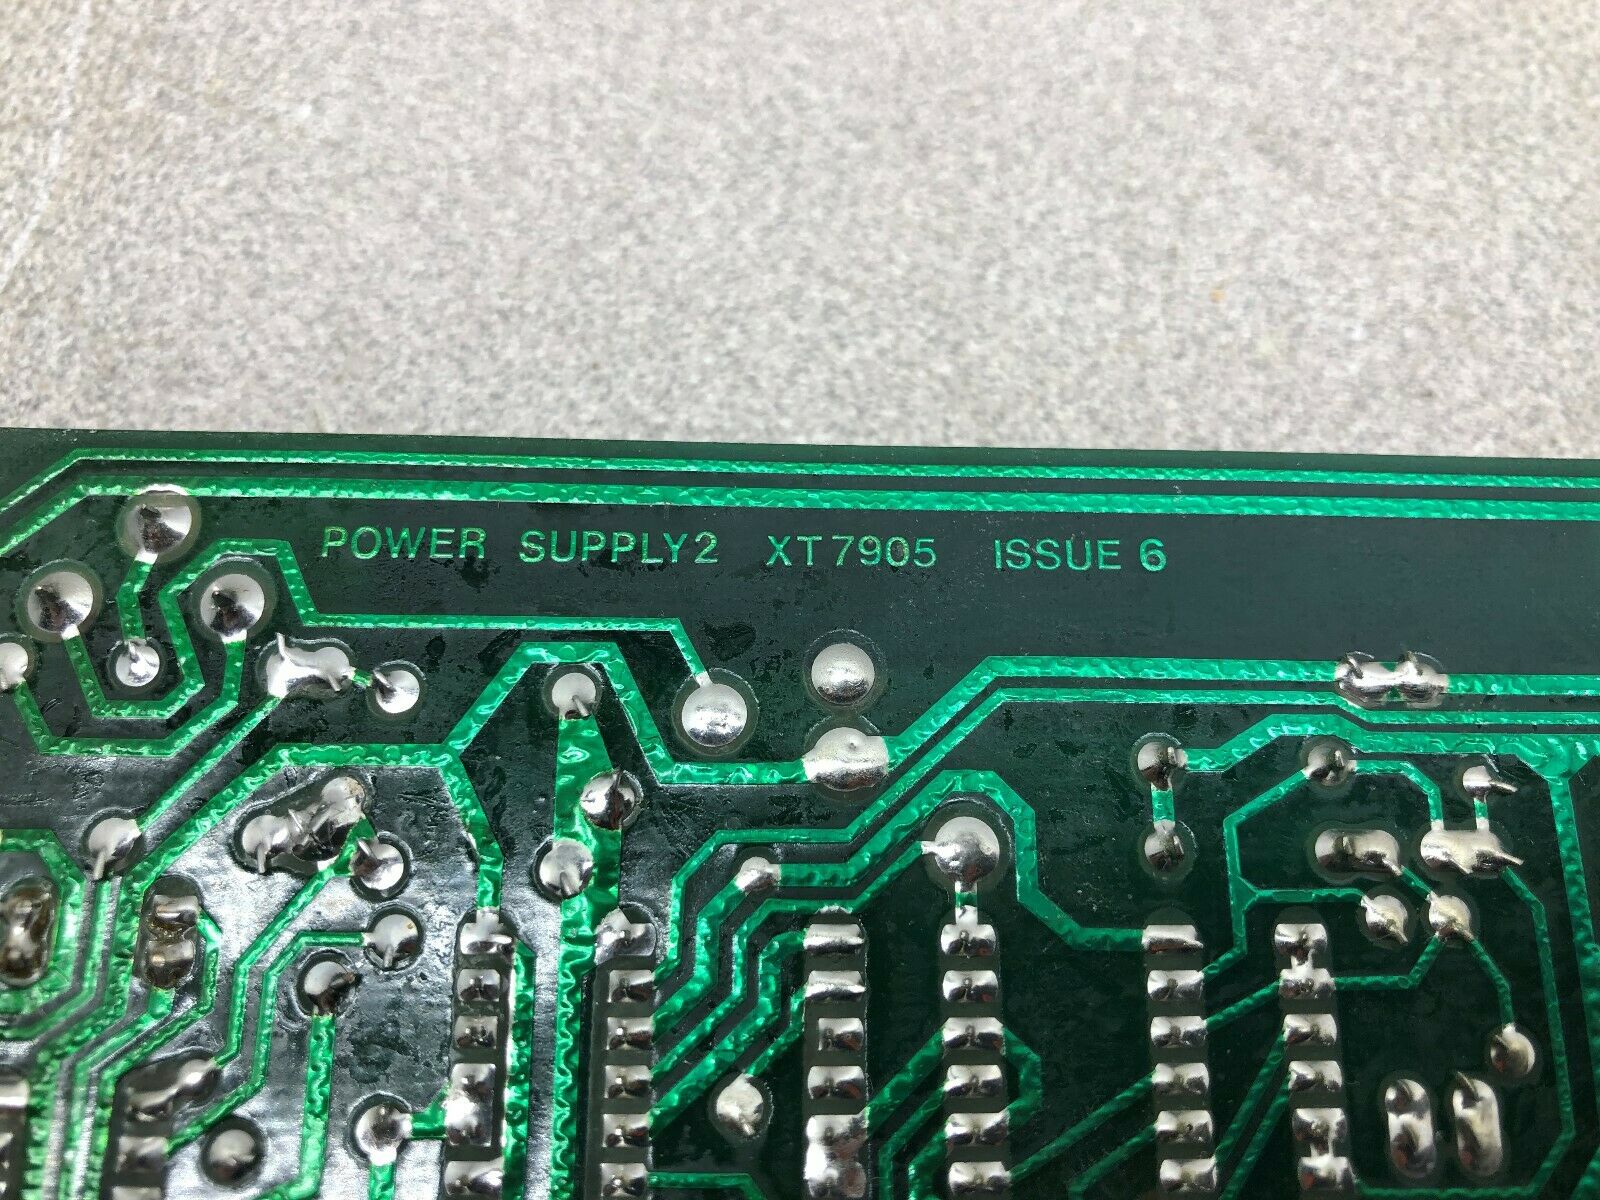 POWER SUPPLY2 XT7905 ISSUE 6